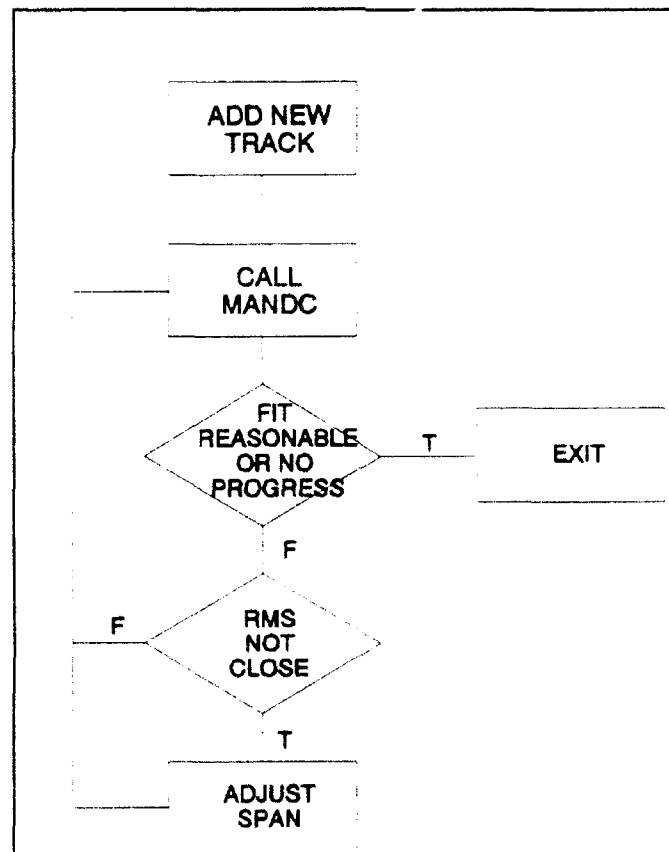 ADD NEW
TRACK
CALL
MANDC
FIT
REASONABLE
OR NO
PROGRESS
T
EXIT
F
RMS
NOT
CLOSE
F
T
ADJUST
SPAN